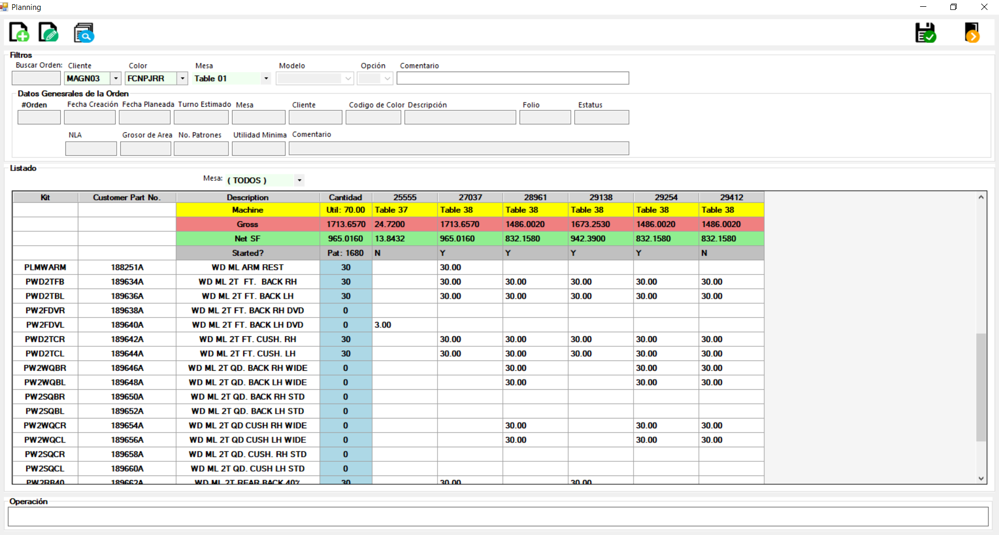 Planning
Filtros
Buscar Orden: Cliente Color Mesa Modelo Opción Comentario
MAGN03 FCNPJRR Table 01
Datos Genesrales de la Orden
#Orden Fecha Creación Fecha Planeada Turno Estimado Mesa Cliente Codigo de Color Descripción Folio Estatus
NLA Grosor de Area No. Patrones Utilidad Minima Comentario
Listado
Mesa: ( TODOS )
Kit Customer Part No. Description Cantidad 25555 27037 28961 29138 29254 29412
Machine Util: 70.00 Table 37 Table 38 Table 38 Table 38 Table 38 Table 38
Gross 1713.6570 24.7200 1713.6570 1486.0020 1673.2530 1486.0020 1486.0020
Net SF 965.0160 13.8432 965.0160 832.1580 942.3900 832.1580 832.1580
Started? Pat: 1680 N Y Y Y Y N
PLMWARM 188251A WD ML ARM REST 30 30.00
PWD2TFB 189634A WD ML 2T FT. BACK RH 30 30.00 30.00 30.00 30.00 30.00
PWD2TBL 189636A WD ML 2T FT. BACK LH 30 30.00 30.00 30.00 30.00 30.00
PW2FDVR 189638A WD ML 2T FT. BACK RH DVD 0
PW2FDVL 189640A WD ML 2T FT. BACK LH DVD 0 3.00
PWD2TCR 189642A WD ML 2T FT. CUSH. RH 30 30.00 30.00 30.00 30.00 30.00
PWD2TCL 189644A WD ML 2T FT. CUSH. LH 30 30.00 30.00 30.00 30.00 30.00
PW2WQBR 189646A WD ML 2T QD. BACK RH WIDE 0 30.00 30.00 30.00
PW2WQBL 189648A WD ML 2T QD. BACK LH WIDE 0 30.00 30.00 30.00
PW2SQBR 189650A WD ML 2T QD. BACK RH STD 0
PW2SQBL 189652A WD ML 2T QD. BACK LH STD 0
PW2WQCR 189654A WD ML 2T QD CUSH RH WIDE 0 30.00 30.00 30.00
PW2WQCL 189656A WD ML 2T QD CUSH LH WIDE 0 30.00 30.00 30.00
PW2SQCR 189658A WD ML 2T QD. CUSH. RH STD 0
PW2SQCL 189660A WD ML 2T QD. CUSH LH STD 0
PW2RB40 189662A WD ML 2T REAR BACK 40% 30 30.00 30.00
Operación